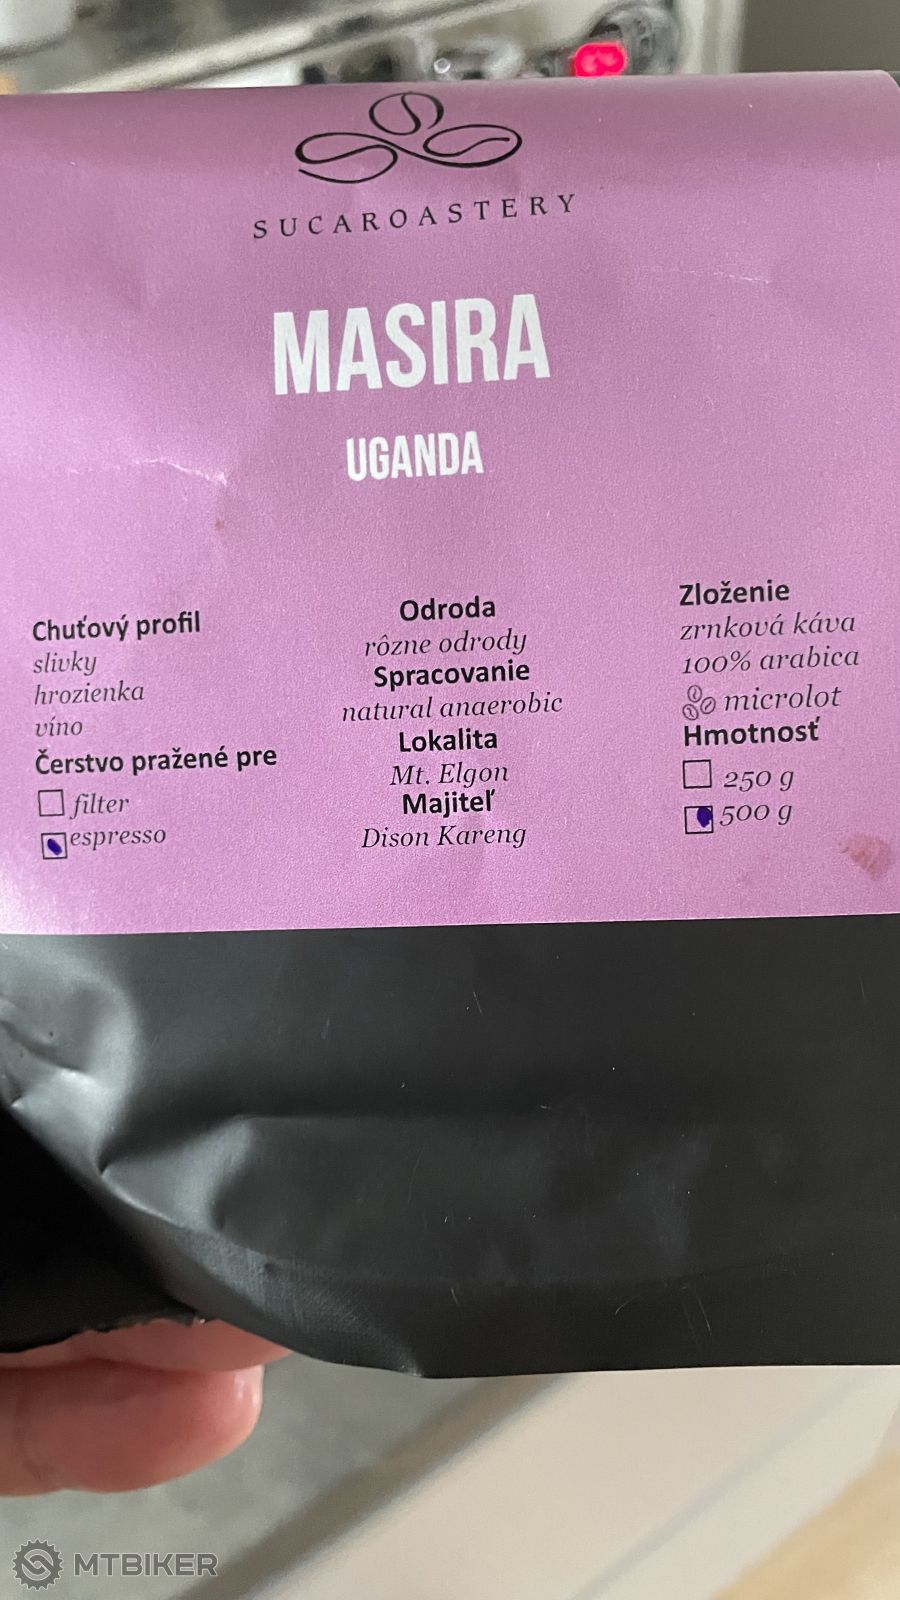 SUCAROASTERY
MASIRA
UGANDA
Chuťový profil
slivky
hrozienka
víno
Čerstvo pražené pre
filter
espresso
Odroda
rôzne odrody
Spracovanie
natural anaerobic
Lokalita
Mt. Elgon
Majiteľ
Dison Kareng
Zloženie
zrnková káva
100% arabica
microlot
Hmotnosť
250 g
500 g
MTBIKER